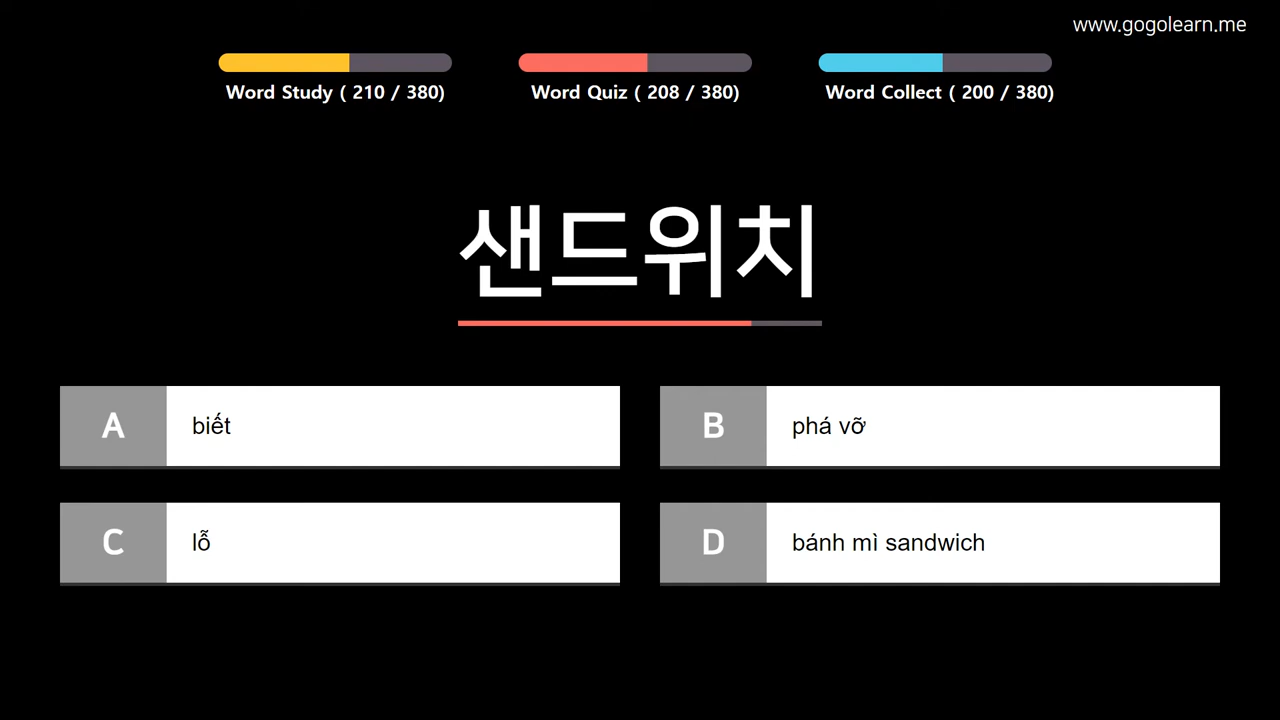 www.gogolearn.me
Word Study ( 210 / 380)
Word Quiz ( 208 / 380)
Word Collect ( 200 / 380)
샌드위치
A biết
B phá vỡ
C lỗ
D bánh mì sandwich